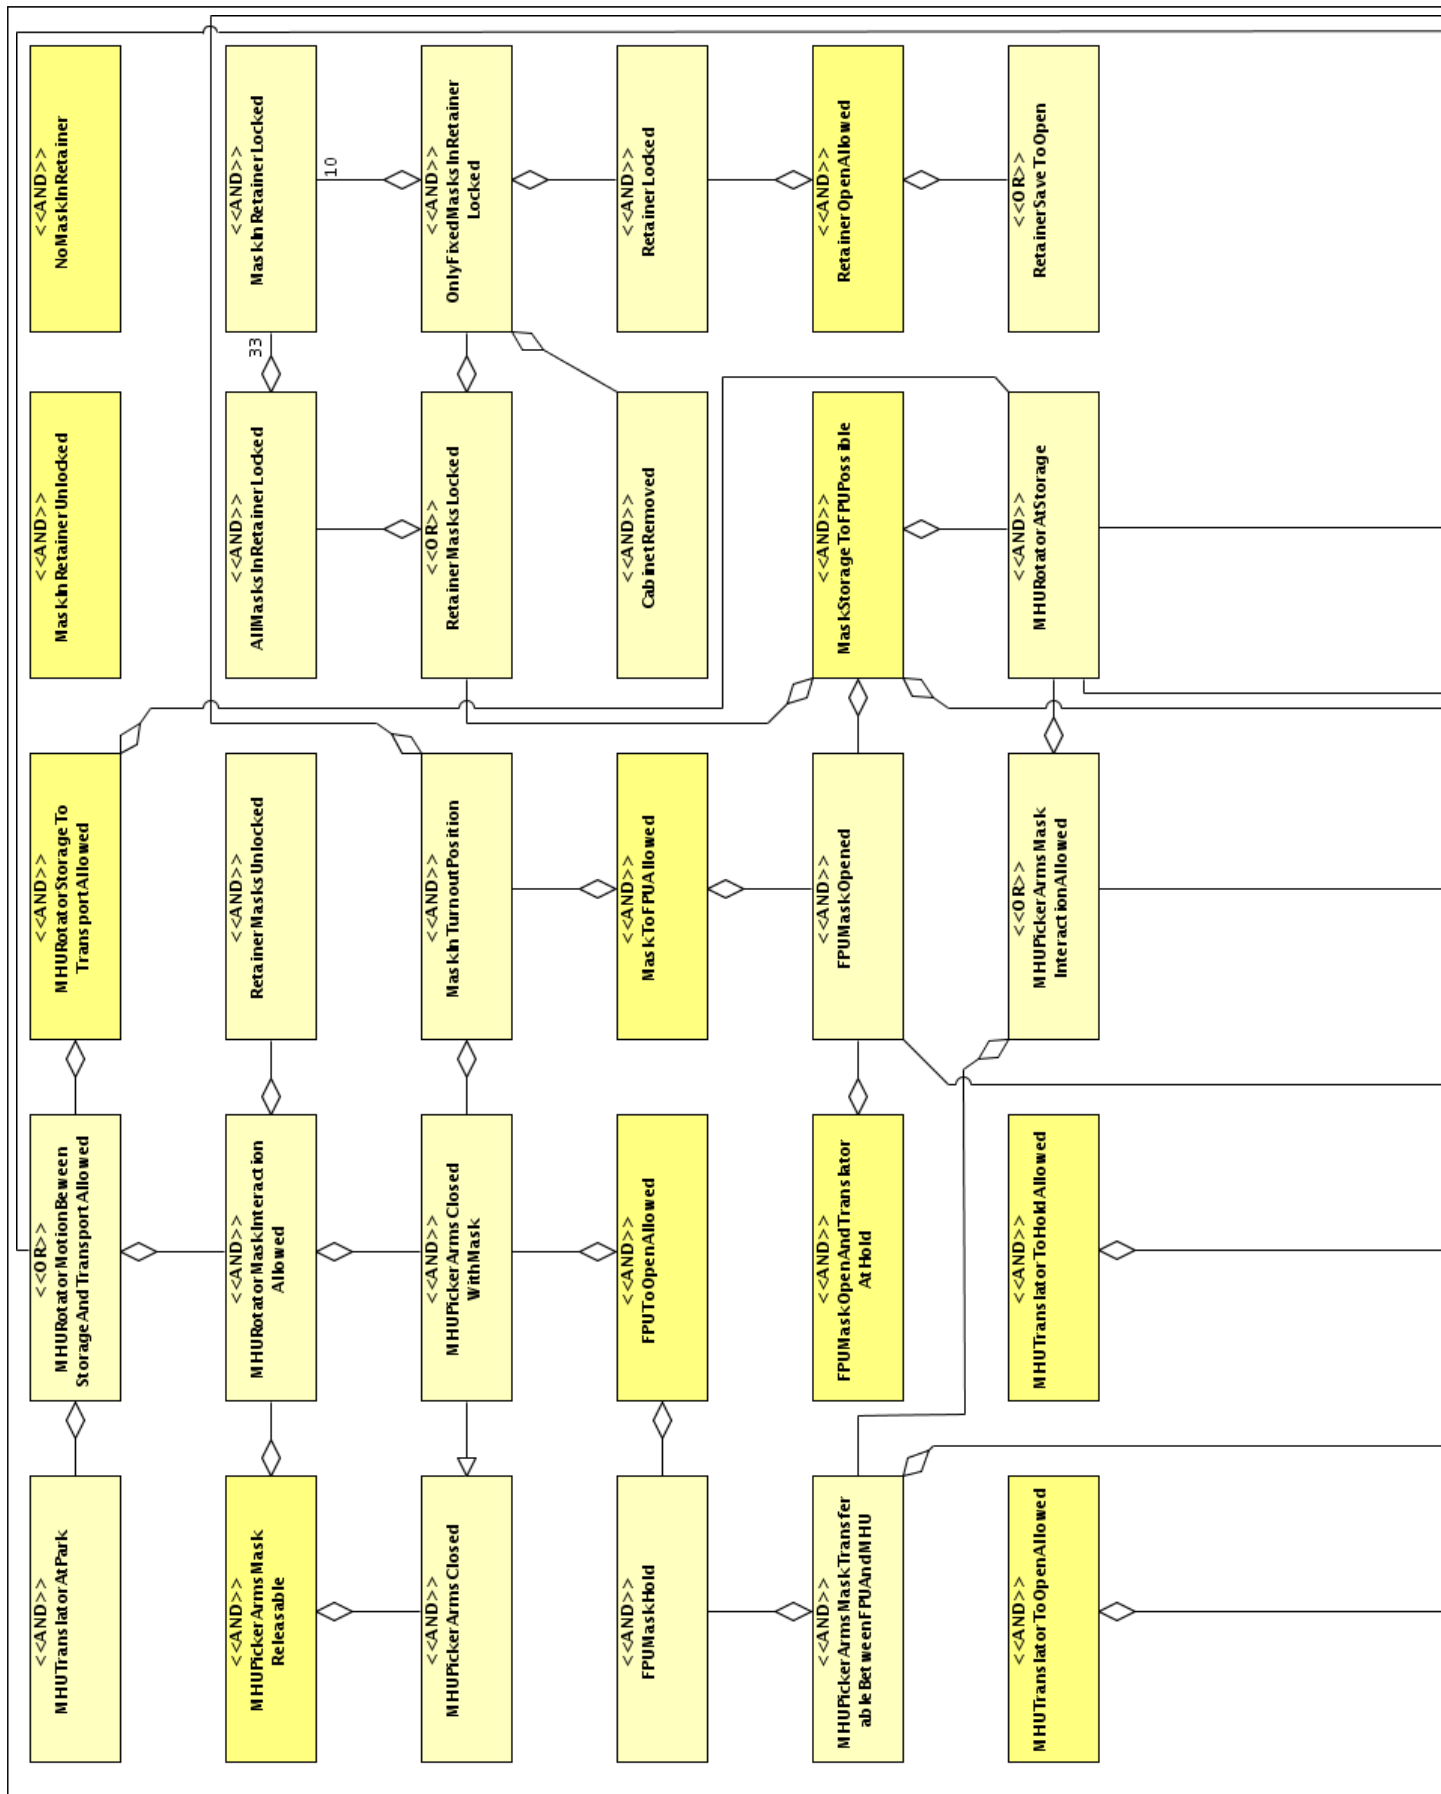 <<AND>>
NoMaskInRetainer
<<AND>>
MaskInRetainerUnlocked
<<AND>>
MHURotatorStorageTo
TransportAllowed
<<OR>>
MHURotatorMotionBeween
StorageAndTransportAllowed
<<AND>>
MHUTranslatorAtPark
<<AND>>
MaskInRetainerLocked
10
33
<<AND>>
AllMasksInRetainerLocked
<<AND>>
RetainerMasksUnlocked
<<AND>>
MHURotatorMaskInteraction
Allowed
<<AND>>
MHUPickerArmsMask
Releasable
<<AND>>
OnlyFixedMasksInRetainer
Locked
<<OR>>
RetainerMasksLocked
<<AND>>
MaskInTurnoutPosition
<<AND>>
MHUPickerArmsClosed
WithMask
<<AND>>
MHUPickerArmsClosed
<<AND>>
RetainerLocked
<<AND>>
CabinetRemoved
<<AND>>
MaskToFPUAllowed
<<AND>>
FPUToOpenAllowed
<<AND>>
FPUMaskHold
<<AND>>
RetainerOpenAllowed
<<AND>>
MaskStorageToFPUPossible
<<AND>>
FPUMaskOpened
<<AND>>
FPUMaskOpenAndTranslator
AtHold
<<AND>>
MHUPickerArmsMaskTransfer
ableBetweenFPUAndMHU
<<OR>>
RetainerSaveToOpen
<<AND>>
MHURotatorAtStorage
<<OR>>
MHUPickerArmsMask
InteractionAllowed
<<AND>>
MHUTranslatorToHoldAllowed
<<AND>>
MHUTranslatorToOpenAllowed